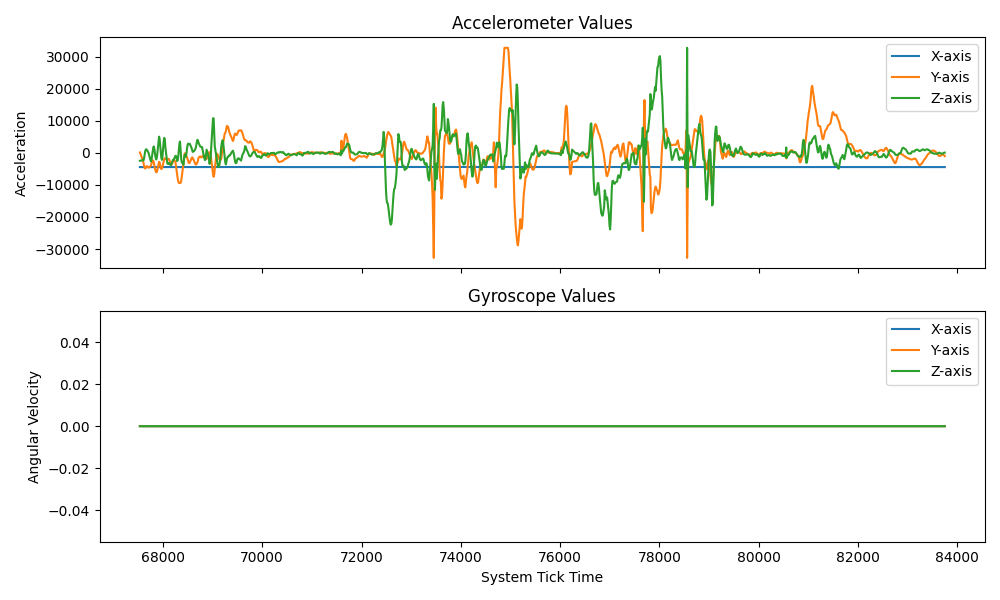 Accelerometer Values
30000
20000
10000
0
−10000
−20000
−30000
Acceleration
X-axis
Y-axis
Z-axis
Gyroscope Values
0.04
0.02
0.00
−0.02
−0.04
Angular Velocity
X-axis
Y-axis
Z-axis
68000 70000 72000 74000 76000 78000 80000 82000 84000
System Tick Time